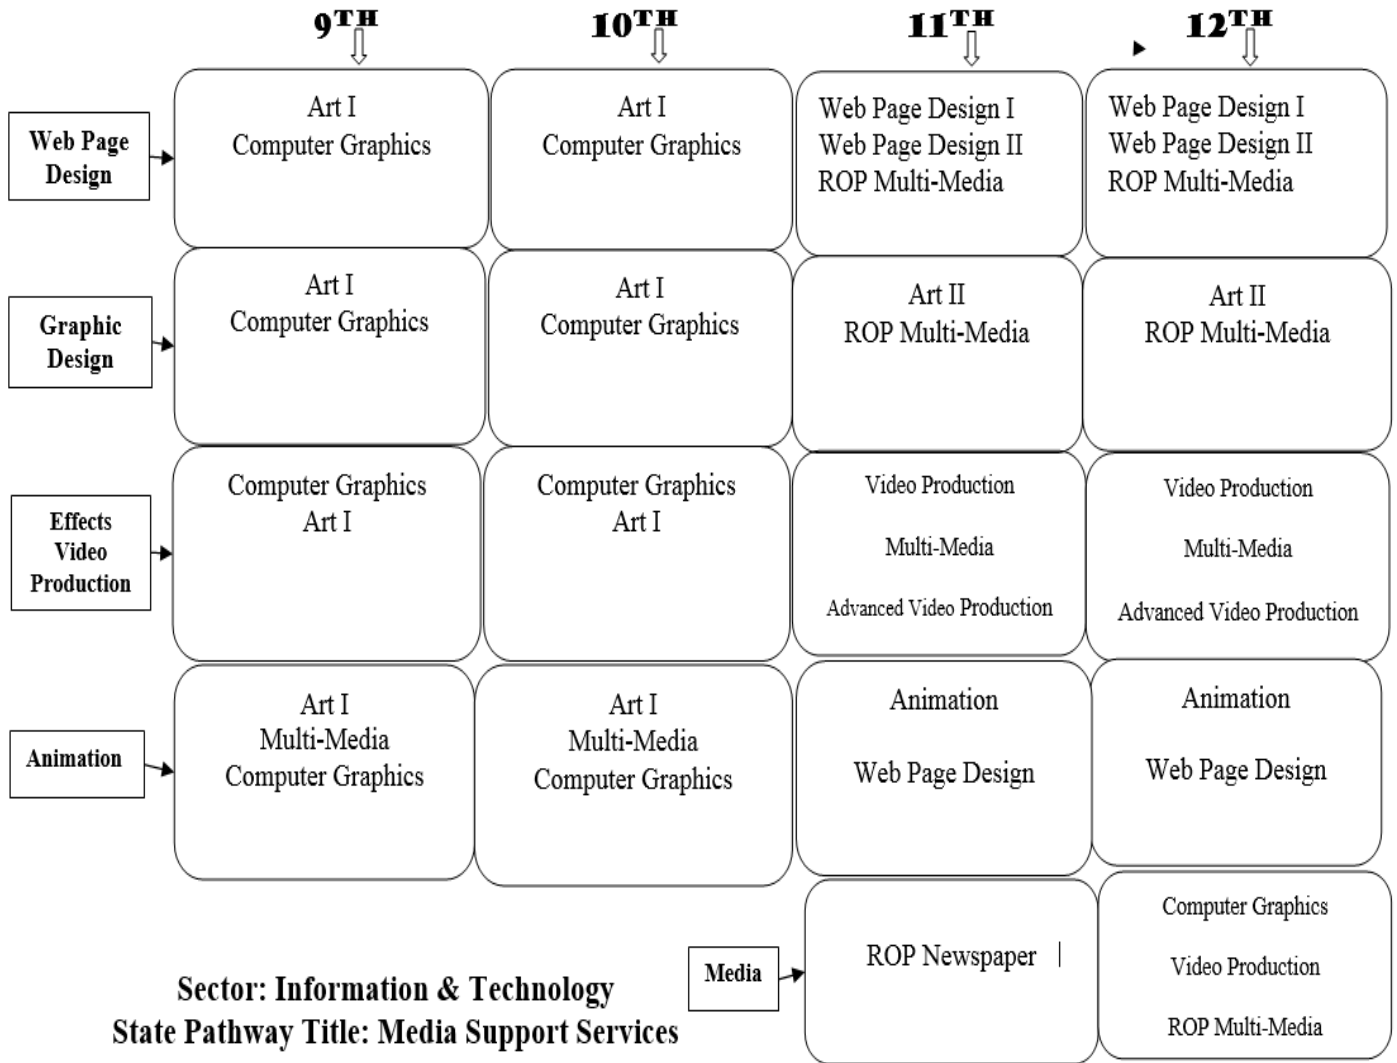 9TH
10TH
11TH
12TH
Web Page
Design
Art I
Computer Graphics
Art I
Computer Graphics
Web Page Design I
Web Page Design II
ROP Multi-Media
Web Page Design I
Web Page Design II
ROP Multi-Media
Graphic
Design
Art I
Computer Graphics
Art I
Computer Graphics
Art II
ROP Multi-Media
Art II
ROP Multi-Media
Effects
Video
Production
Computer Graphics
Art I
Computer Graphics
Art I
Video Production
Multi-Media
Advanced Video Production
Video Production
Multi-Media
Advanced Video Production
Animation
Art I
Multi-Media
Computer Graphics
Art I
Multi-Media
Computer Graphics
Animation
Web Page Design
Animation
Web Page Design
Media
ROP Newspaper
Computer Graphics
Video Production
ROP Multi-Media
Sector: Information & Technology
State Pathway Title: Media Support Services